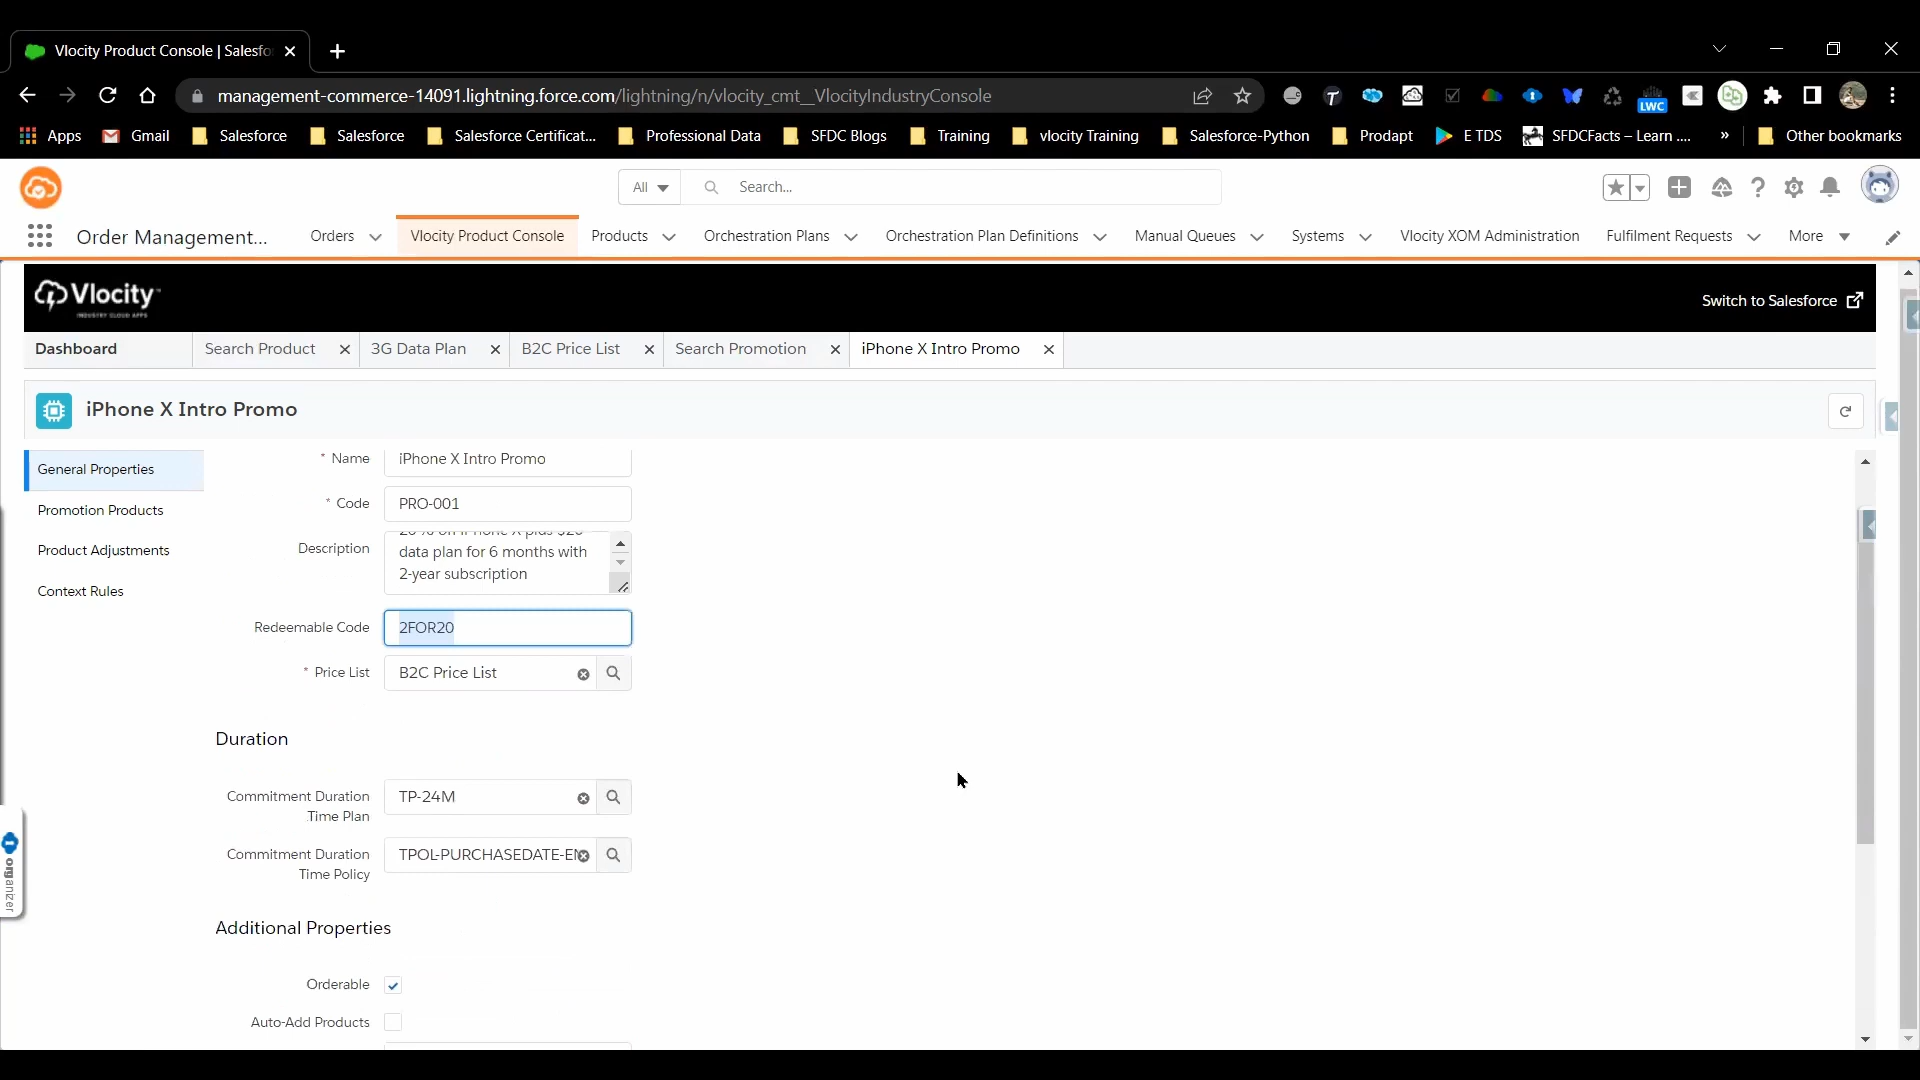 Vlocity Product Console | Salesfo
management-commerce-14091.lightning.force.com/lightning/n/vlocity_cmt__VlocityIndustryConsole
LWC
Apps Gmail Salesforce Salesforce Salesforce Certificat... Professional Data SFDC Blogs Training vlocity Training Salesforce-Python Prodapt E TDS SFDCFacts – Learn .... » Other bookmarks
All Search...
Order Management... Orders Vlocity Product Console Products Orchestration Plans Orchestration Plan Definitions Manual Queues Systems Vlocity XOM Administration Fulfilment Requests More
Vlocity Switch to Salesforce
INDUSTRY CLOUD APPS
Dashboard Search Product 3G Data Plan B2C Price List Search Promotion iPhone X Intro Promo
iPhone X Intro Promo
General Properties
Promotion Products
Product Adjustments
Context Rules
* Name iPhone X Intro Promo
* Code PRO-001
Description
data plan for 6 months with
2-year subscription
Redeemable Code 2FOR20
* Price List B2C Price List
Duration
Commitment Duration TP-24M
Time Plan
Commitment Duration TPOL-PURCHASEDATE-EN
Time Policy
Additional Properties
Orderable
Auto-Add Products
organizer